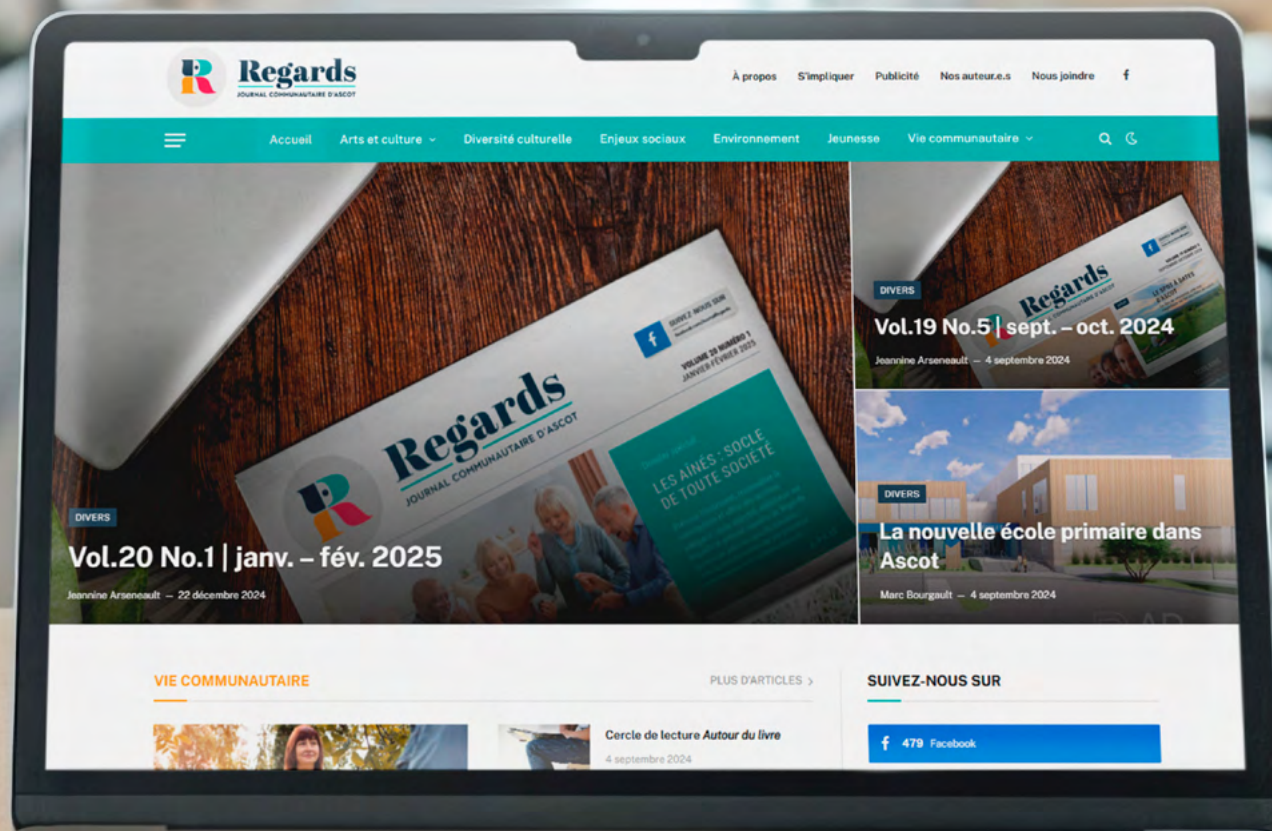 Regards
JOURNAL COMMUNAUTAIRE D'ASCOT
À propos S'impliquer Publicité Nos auteur.e.s Nous joindre f
Accueil Arts et culture Diversité culturelle Enjeux sociaux Environnement Jeunesse Vie communautaire
SUIVEZ-NOUS SUR
VOLUME 20 NUMÉRO 1
JANVIER-FÉVRIER 2025
Regards
JOURNAL COMMUNAUTAIRE D'ASCOT
LES AÎNÉS : SOCLE
DE TOUTE SOCIÉTÉ
DIVERS
Vol.20 No.1 | janv. – fév. 2025
Jeannine Arseneault — 22 décembre 2024
Regards
DIVERS
Vol.19 No.5 | sept. – oct. 2024
Jeannine Arseneault — 4 septembre 2024
DIVERS
La nouvelle école primaire dans
Ascot
Marc Bourgault — 4 septembre 2024
VIE COMMUNAUTAIRE
PLUS D'ARTICLES
Cercle de lecture Autour du livre
4 septembre 2024
SUIVEZ-NOUS SUR
f 479 Facebook